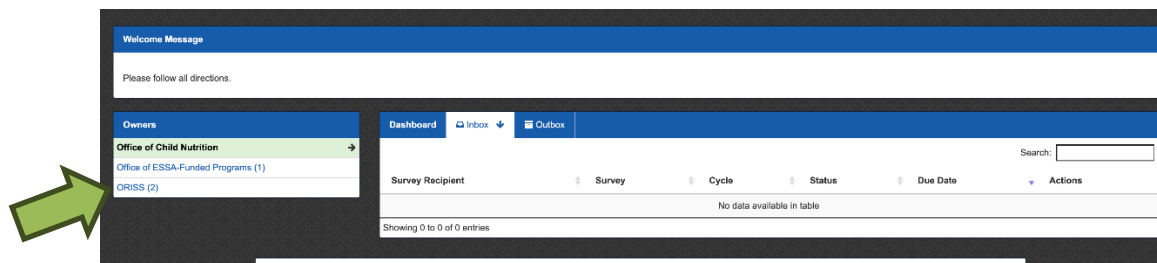 Welcome Message
Please follow all directions.
Owners
Office of Child Nutrition
Office of ESSA-Funded Programs (1)
ORISS (2)
Dashboard Inbox Outbox
Search:
Survey Recipient Survey Cycle Status Due Date Actions
No data available in table
Showing 0 to 0 of 0 entries